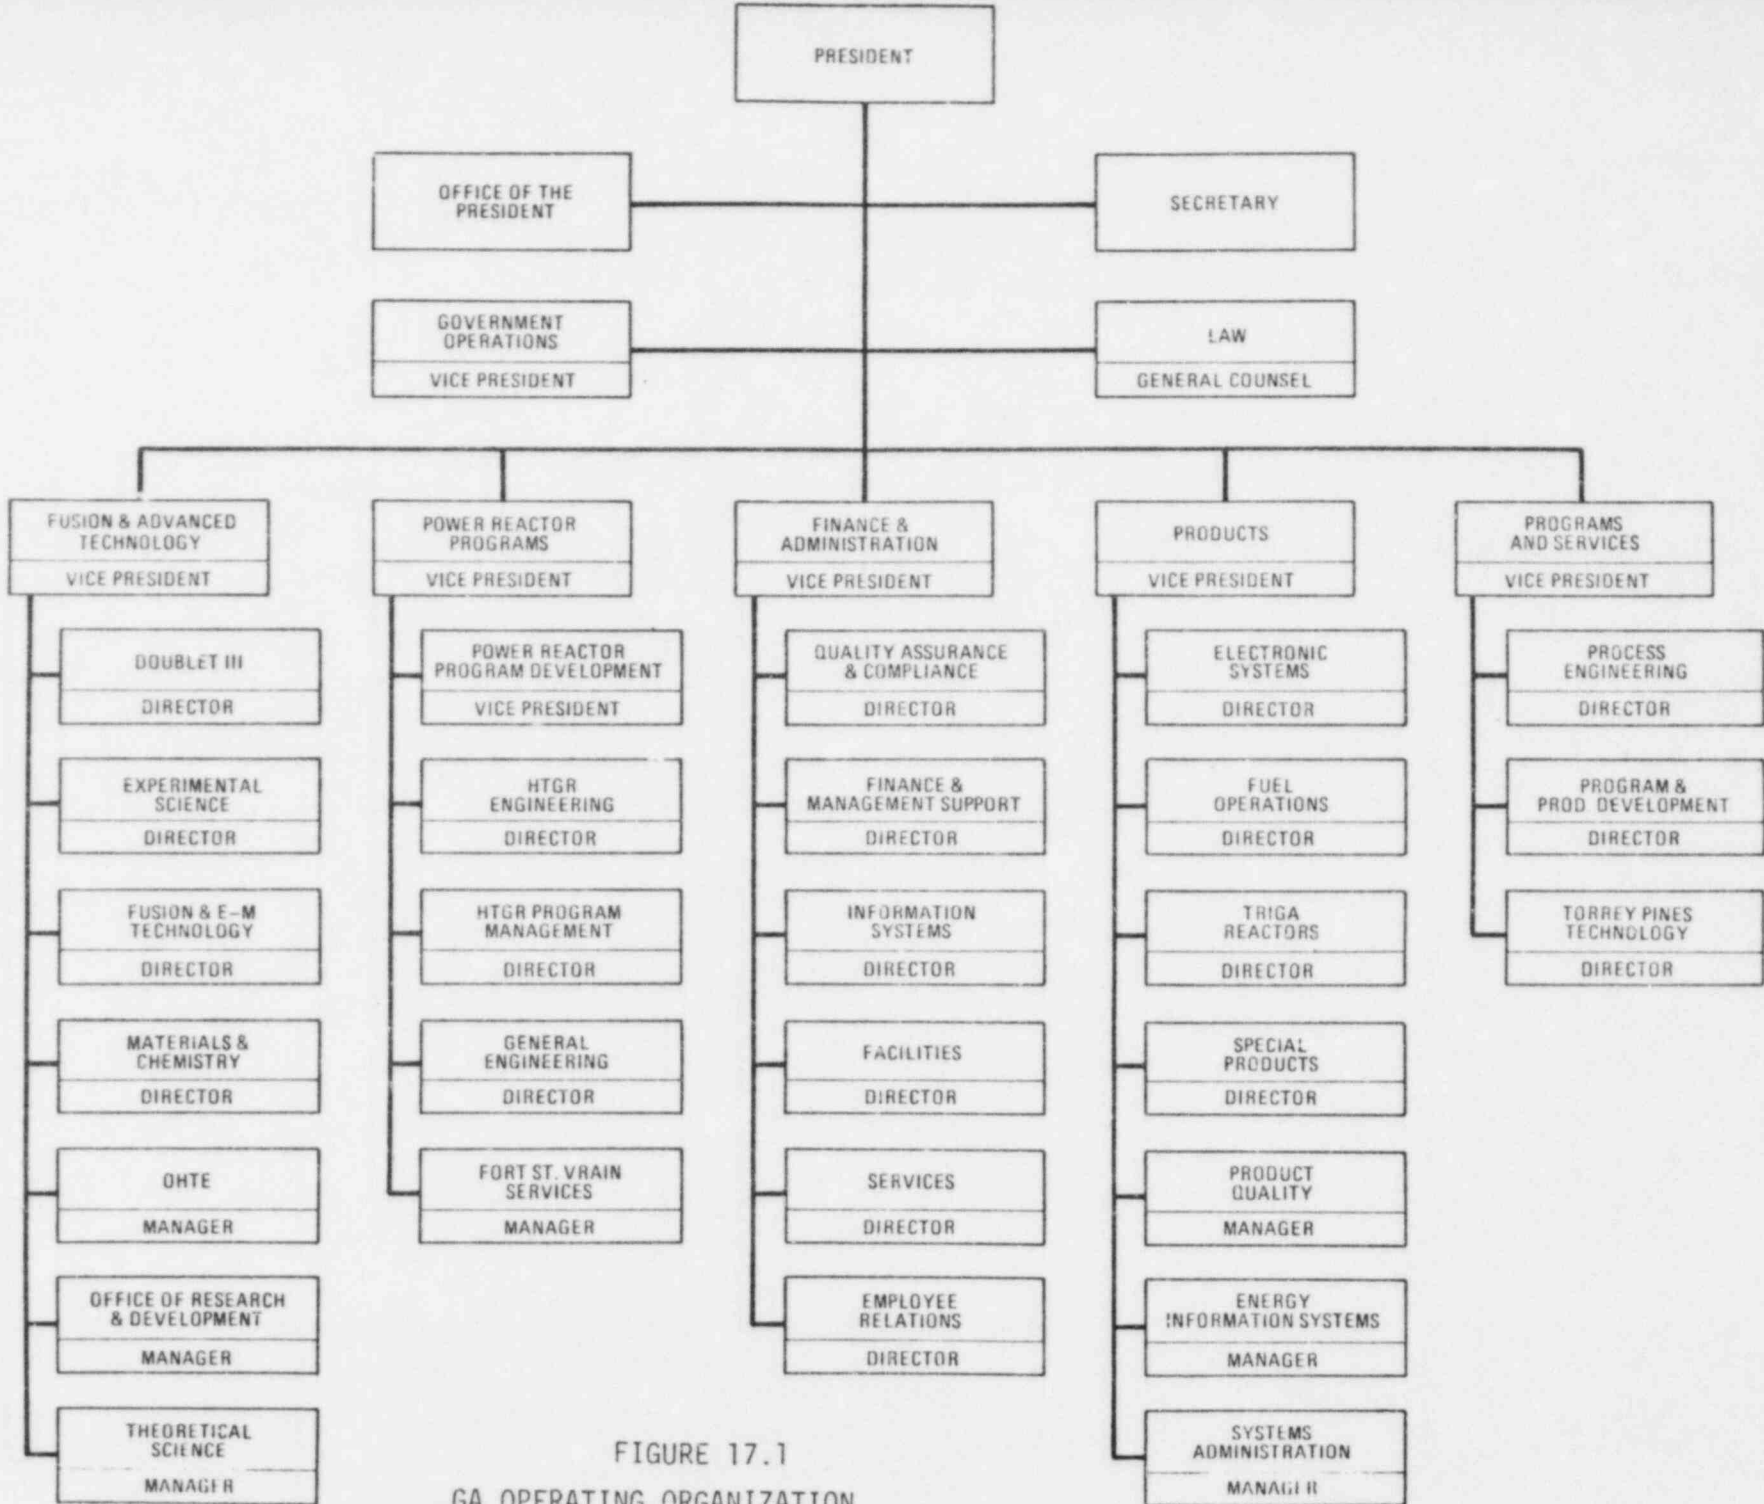 PRESIDENT
OFFICE OF THE
PRESIDENT
SECRETARY
GOVERNMENT
OPERATIONS
VICE PRESIDENT
LAW
GENERAL COUNSEL
FUSION & ADVANCED
TECHNOLOGY
VICE PRESIDENT
DOUBLET III
DIRECTOR
EXPERIMENTAL
SCIENCE
DIRECTOR
FUSION & E-M
TECHNOLOGY
DIRECTOR
MATERIALS &
CHEMISTRY
DIRECTOR
OHTE
MANAGER
OFFICE OF RESEARCH
& DEVELOPMENT
MANAGER
THEORETICAL
SCIENCE
MANAGER
POWER REACTOR
PROGRAMS
VICE PRESIDENT
POWER REACTOR
PROGRAM DEVELOPMENT
VICE PRESIDENT
HTGR
ENGINEERING
DIRECTOR
HTGR PROGRAM
MANAGEMENT
DIRECTOR
GENERAL
ENGINEERING
DIRECTOR
FORT ST. VRAIN
SERVICES
MANAGER
FINANCE &
ADMINISTRATION
VICE PRESIDENT
QUALITY ASSURANCE
& COMPLIANCE
DIRECTOR
FINANCE &
MANAGEMENT SUPPORT
DIRECTOR
INFORMATION
SYSTEMS
DIRECTOR
FACILITIES
DIRECTOR
SERVICES
DIRECTOR
EMPLOYEE
RELATIONS
DIRECTOR
PRODUCTS
VICE PRESIDENT
ELECTRONIC
SYSTEMS
DIRECTOR
FUEL
OPERATIONS
DIRECTOR
TRIGA
REACTORS
DIRECTOR
SPECIAL
PRODUCTS
DIRECTOR
PRODUCT
QUALITY
MANAGER
ENERGY
INFORMATION SYSTEMS
MANAGER
SYSTEMS
ADMINISTRATION
MANAGER
PROGRAMS
AND SERVICES
VICE PRESIDENT
PROCESS
ENGINEERING
DIRECTOR
PROGRAM &
PROD. DEVELOPMENT
DIRECTOR
TORREY PINES
TECHNOLOGY
DIRECTOR
FIGURE 17.1
GA OPERATING ORGANIZATION